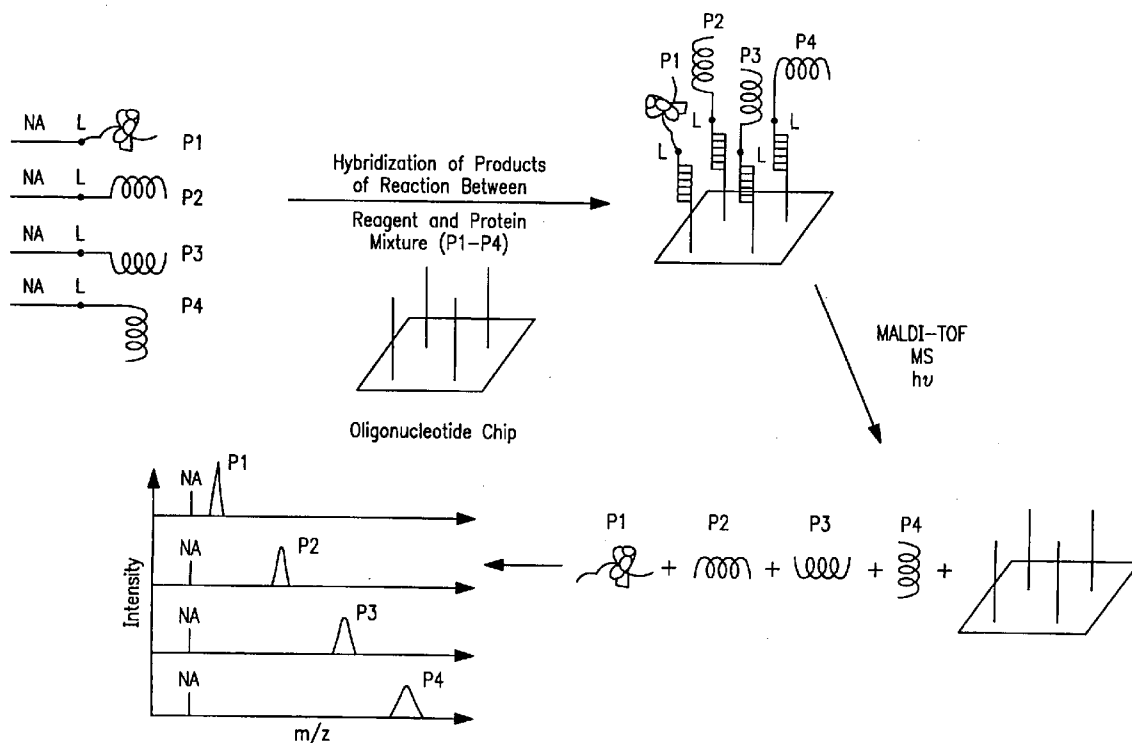 NA L P1
NA L P2
NA L P3
NA L P4
Hybridization of Products
of Reaction Between
Reagent and Protein
Mixture (P1–P4)
Oligonucleotide Chip
P1 P2 P3 P4
L L L L
MALDI–TOF
MS
hυ
P1 + P2 + P3 + P4 +
Intensity
NA P1
NA P2
NA P3
NA P4
m/z